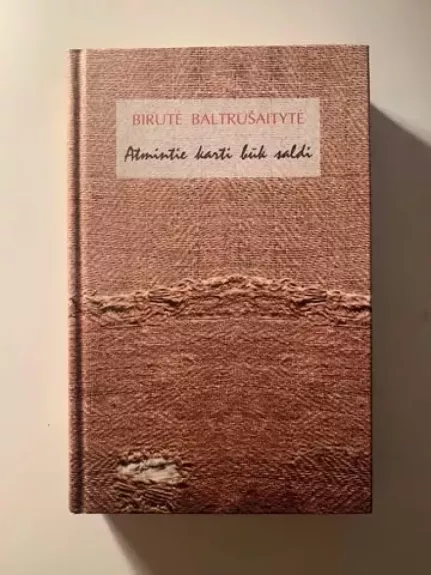 BIRUTĖ BALTRUŠAITYTĖ
Atmintie karti būk saldi